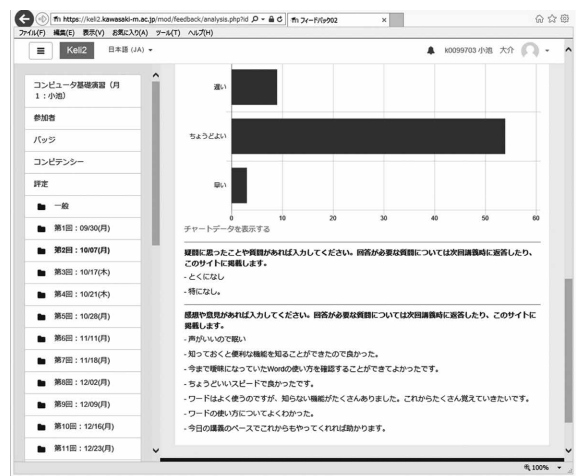 https://keli2.kawasaki-m.ac.jp/mod/feedback/analysis.php?id
フィードバック902
ファイル(F) 編集(E) 表示(V) お気に入り(A) ツール(T) ヘルプ(H)
Keli2 日本語 (JA)
k0099703 小池 大介
コンピュータ基礎演習（月
1：小池）
参加者
バッジ
コンピテンシー
評定
一般
第1回：09/30(月)
第2回：10/07(月)
第3回：10/17(木)
第4回：10/21(木)
第5回：10/28(月)
第6回：11/11(月)
第7回：11/18(月)
第8回：12/02(月)
第9回：12/09(月)
第10回：12/16(月)
第11回：12/23(月)
遅い
ちょうどよい
早い
0 10 20 30 40 50 60
チャートデータを表示する
疑問に思ったことや質問があれば入力してください。回答が必要な質問については次回講義時に返答したり、
このサイトに掲載します。
- とくになし
- 特になし。
感想や意見があれば入力してください。回答が必要な質問については次回講義時に返答したり、このサイトに
掲載します。
- 声がいいので眠い
- 知っておくと便利な機能を知ることができたので良かった。
- 今まで曖昧になっていたWordの使い方を確認することができてよかったです。
- ちょうどいいスピードで良かったです。
- ワードはよく使うのですが、知らない機能がたくさんありました。これからたくさん覚えていきたいです。
- ワードの使い方についてよくわかった。
- 今日の講義のペースでこれからもやってくれれば助かります。
100%